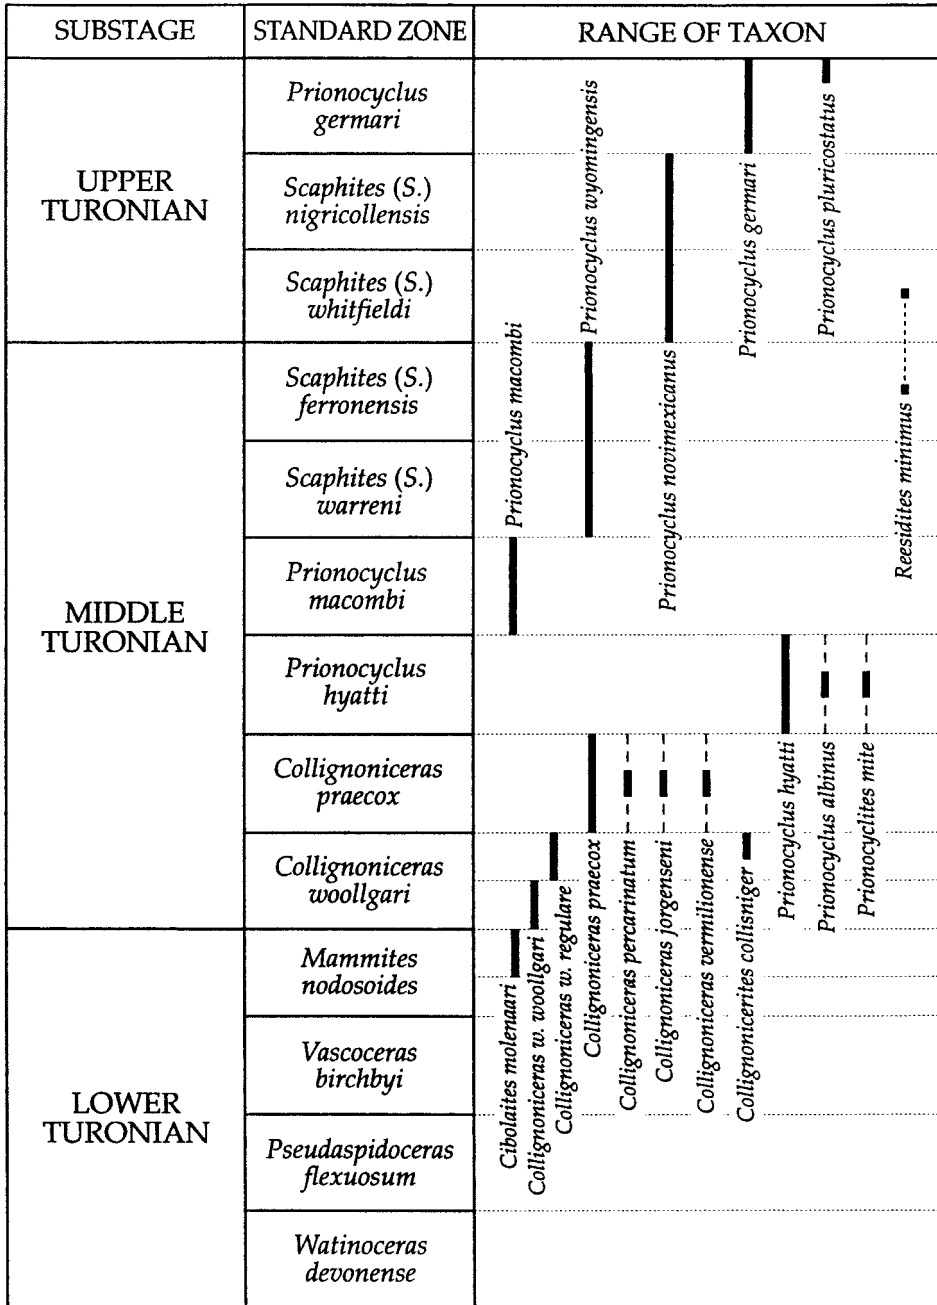 SUBSTAGE
STANDARD ZONE
RANGE OF TAXON
UPPER
TURONIAN
Prionocyclus
germari
Scaphites (S.)
nigricollensis
Scaphites (S.)
whitfieldi
MIDDLE
TURONIAN
Scaphites (S.)
ferronensis
Scaphites (S.)
warreni
Prionocyclus
macombi
Prionocyclus
hyatti
Collignoniceras
praecox
Collignoniceras
woollgari
LOWER
TURONIAN
Mammites
nodosoides
Vascoceras
birchbyi
Pseudaspidoceras
flexuosum
Watinoceras
devonense
Prionocyclus macombi
Prionocyclus wyomingensis
Prionocyclus novimexicanus
Prionocyclus germari
Prionocyclus pluricostatus
Reesidites minimus
Cibolaites molenaari
Collignoniceras w. woollgari
Collignoniceras w. regulare
Collignoniceras praecox
Collignoniceras percarinatum
Collignoniceras jorgenseni
Collignoniceras vermilionense
Collignonicerites collisniger
Prionocyclus hyatti
Prionocyclus albinus
Prionocyclites mite